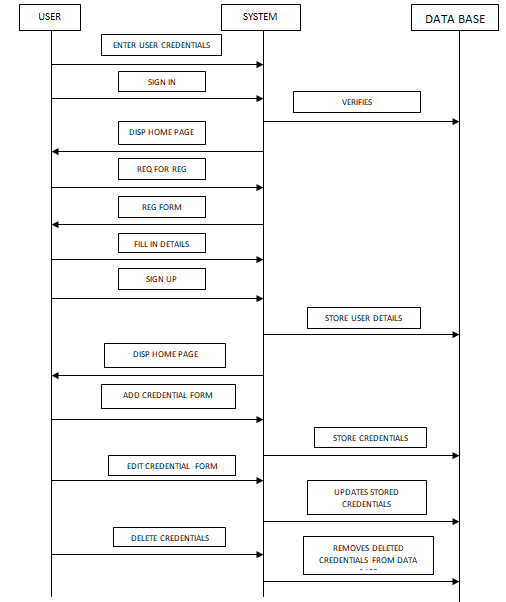 USER
SYSTEM
DATA BASE
ENTER USER CREDENTIALS
SIGN IN
VERIFIES
DISP HOME PAGE
REQ FOR REG
REG FORM
FILL IN DETAILS
SIGN UP
STORE USER DETAILS
DISP HOME PAGE
ADD CREDENTIAL FORM
STORE CREDENTIALS
EDIT CREDENTIAL  FORM
UPDATES STORED
CREDENTIALS
DELETE CREDENTIALS
REMOVES DELETED
CREDENTIALS FROM DATA